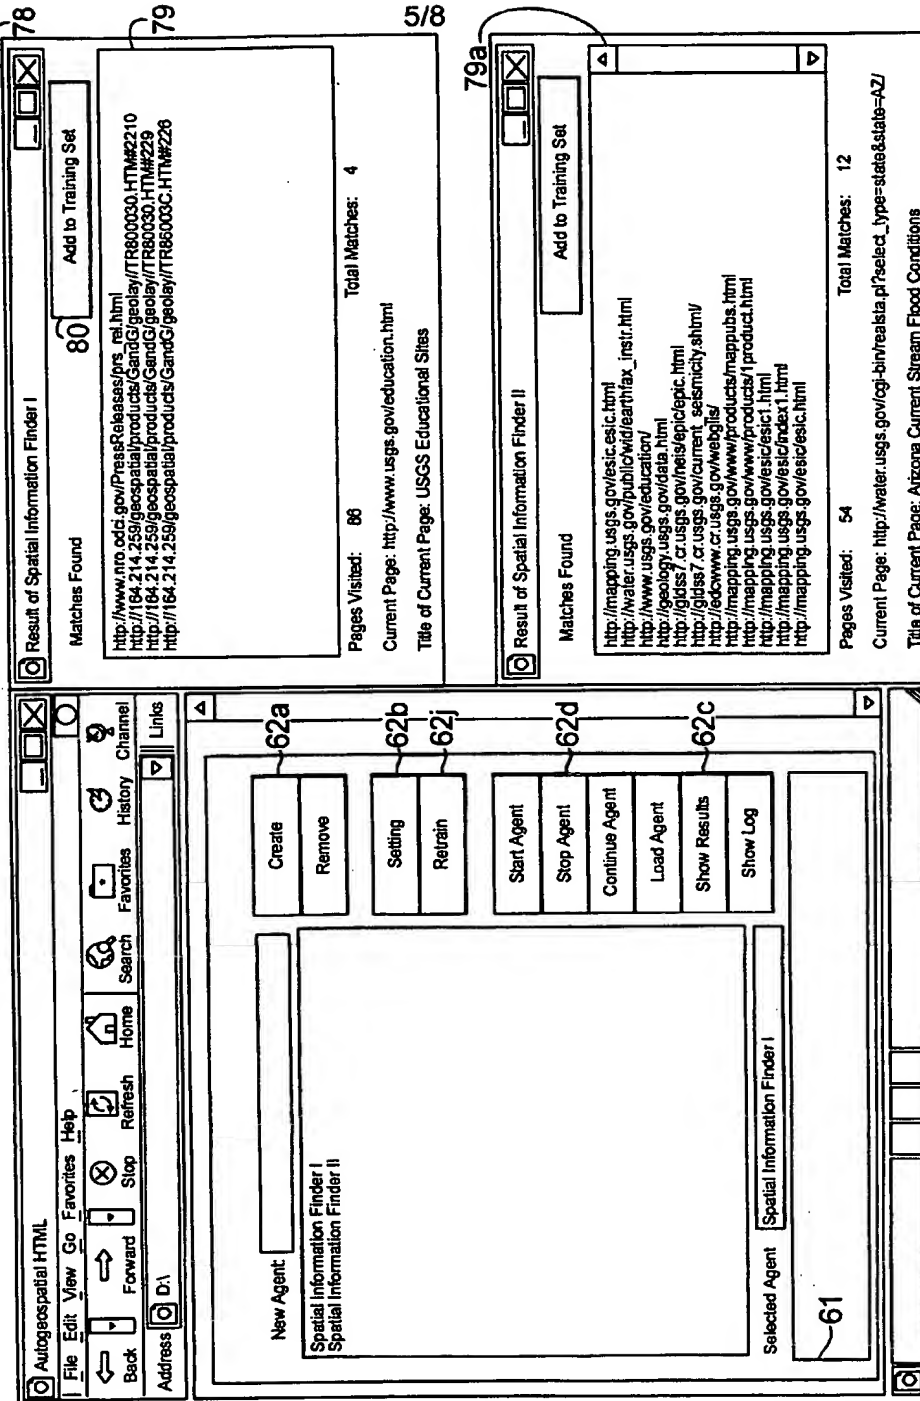 5/8
Autogeospatial HTML
File Edit View Go Favorites Help
Back Forward Stop Refresh Home Search Favorites History Channel
Address D:\ Links
New Agent:
Create 62a
Remove
Spatial Information Finder I
Spatial Information Finder II
Setting 62b
Retrain 62j
Start Agent
Stop Agent 62d
Continue Agent
Load Agent
Show Results 62c
Show Log
Selected Agent Spatial Information Finder I
61
78
Result of Spatial Information Finder I
Matches Found 80 Add to Training Set
79
http://www.nro.odci.gov/PressReleases/prs_rel.html
http://164.214.259/geospatial/products/GandG/geolay//TR800030.HTM#2210
http://164.214.259/geospatial/products/GandG/geolay//TR80030.HTM#229
http://164.214.259/geospatial/products/GandG/geolay//TR86003C.HTM#226
Pages Visited: 86 Total Matches: 4
Current Page: http://www.usgs.gov/education.html
Title of Current Page: USGS Educational Sites
Result of Spatial Information Finder II
Matches Found Add to Training Set
79a
http://mapping.usgs.gov/esic.esic.html
http://water.usgs.gov/public/wid/earthfax_instr.html
http://www.usgs.gov/education/
http://geology.usgs.gov/data.html
http://gldss7.cr.usgs.gov/neis/epic/epic.html
http://gldss7.cr.usgs.gov/current_seismicity.shtml/
http://edcwww.cr.usgs.gov/webglis/
http://mapping.usgs.gov/www/products/mappubs.html
http://mapping.usgs.gov/www/products/1product.html
http://mapping.usgs.gov/esic/esic1.html
http://mapping.usgs.gov/esic/index1.html
http://mapping.usgs.gov/esic/esic.html
Pages Visited: 54 Total Matches: 12
Current Page: http://water.usgs.gov/cgi-bin/realsta.pl?select_type=state&state=AZ/
Title of Current Page: Arizona Current Stream Flood Conditions